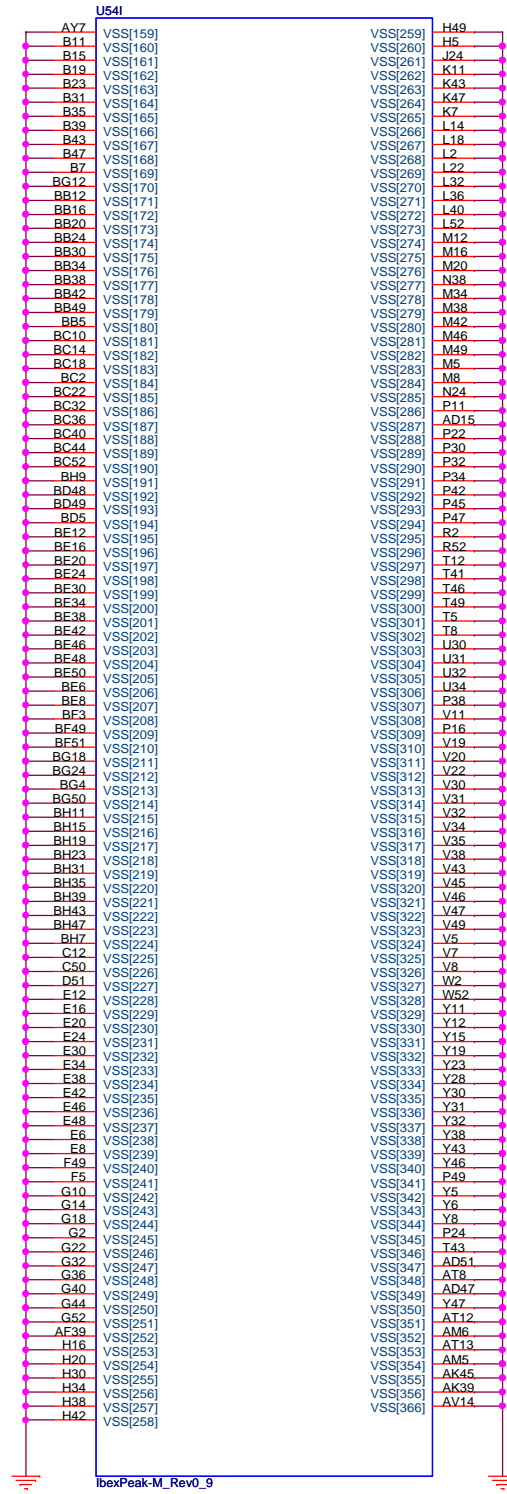 U54I
AY7 VSS[159] VSS[259] H49
B11 VSS[160] VSS[260] H5
B15 VSS[161] VSS[261] J24
B19 VSS[162] VSS[262] K11
B23 VSS[163] VSS[263] K43
B31 VSS[164] VSS[264] K47
B35 VSS[165] VSS[265] K7
B39 VSS[166] VSS[266] L14
B43 VSS[167] VSS[267] L18
B47 VSS[168] VSS[268] L2
B7 VSS[169] VSS[269] L22
BG12 VSS[170] VSS[270] L32
BB12 VSS[171] VSS[271] L36
BB16 VSS[172] VSS[272] L40
BB20 VSS[173] VSS[273] L52
BB24 VSS[174] VSS[274] M12
BB30 VSS[175] VSS[275] M16
BB34 VSS[176] VSS[276] M20
BB38 VSS[177] VSS[277] N38
BB42 VSS[178] VSS[278] M34
BB49 VSS[179] VSS[279] M38
BB5 VSS[180] VSS[280] M42
BC10 VSS[181] VSS[281] M46
BC14 VSS[182] VSS[282] M49
BC18 VSS[183] VSS[283] M5
BC2 VSS[184] VSS[284] M8
BC22 VSS[185] VSS[285] N24
BC32 VSS[186] VSS[286] P11
BC36 VSS[187] VSS[287] AD15
BC40 VSS[188] VSS[288] P22
BC44 VSS[189] VSS[289] P30
BC52 VSS[190] VSS[290] P32
BH9 VSS[191] VSS[291] P34
BD48 VSS[192] VSS[292] P42
BD49 VSS[193] VSS[293] P45
BD5 VSS[194] VSS[294] P47
BE12 VSS[195] VSS[295] R2
BE16 VSS[196] VSS[296] R52
BE20 VSS[197] VSS[297] T12
BE24 VSS[198] VSS[298] T41
BE30 VSS[199] VSS[299] T46
BE34 VSS[200] VSS[300] T49
BE38 VSS[201] VSS[301] T5
BE42 VSS[202] VSS[302] T8
BE46 VSS[203] VSS[303] U30
BE48 VSS[204] VSS[304] U31
BE50 VSS[205] VSS[305] U32
BE6 VSS[206] VSS[306] U34
BE8 VSS[207] VSS[307] P38
BF3 VSS[208] VSS[308] V11
BF49 VSS[209] VSS[309] P16
BF51 VSS[210] VSS[310] V19
BG18 VSS[211] VSS[311] V20
BG24 VSS[212] VSS[312] V22
BG4 VSS[213] VSS[313] V30
BG50 VSS[214] VSS[314] V31
BH11 VSS[215] VSS[315] V32
BH15 VSS[216] VSS[316] V34
BH19 VSS[217] VSS[317] V35
BH23 VSS[218] VSS[318] V38
BH31 VSS[219] VSS[319] V43
BH35 VSS[220] VSS[320] V45
BH39 VSS[221] VSS[321] V46
BH43 VSS[222] VSS[322] V47
BH47 VSS[223] VSS[323] V49
BH7 VSS[224] VSS[324] V5
C12 VSS[225] VSS[325] V7
C50 VSS[226] VSS[326] V8
D51 VSS[227] VSS[327] W2
E12 VSS[228] VSS[328] W52
E16 VSS[229] VSS[329] Y11
E20 VSS[230] VSS[330] Y12
E24 VSS[231] VSS[331] Y15
E30 VSS[232] VSS[332] Y19
E34 VSS[233] VSS[333] Y23
E38 VSS[234] VSS[334] Y28
E42 VSS[235] VSS[335] Y30
E46 VSS[236] VSS[336] Y31
E48 VSS[237] VSS[337] Y32
E6 VSS[238] VSS[338] Y38
E8 VSS[239] VSS[339] Y43
F49 VSS[240] VSS[340] Y46
F5 VSS[241] VSS[341] P49
G10 VSS[242] VSS[342] Y5
G14 VSS[243] VSS[343] Y6
G18 VSS[244] VSS[344] Y8
G2 VSS[245] VSS[345] P24
G22 VSS[246] VSS[346] T43
G32 VSS[247] VSS[347] AD51
G36 VSS[248] VSS[348] AT8
G40 VSS[249] VSS[349] AD47
G44 VSS[250] VSS[350] Y47
G52 VSS[251] VSS[351] AT12
AF39 VSS[252] VSS[352] AM6
H16 VSS[253] VSS[353] AT13
H20 VSS[254] VSS[354] AM5
H30 VSS[255] VSS[355] AK45
H34 VSS[256] VSS[356] AK39
H38 VSS[257] VSS[366] AV14
H42 VSS[258]
IbexPeak-M_Rev0_9